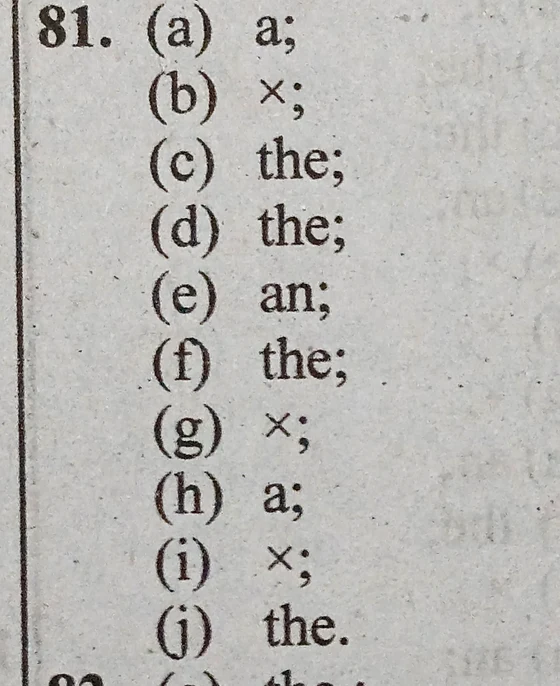 81. (a) a;
(b) ×;
(c) the;
(d) the;
(e) an;
(f) the;
(g) ×;
(h) a;
(i) ×;
(j) the.